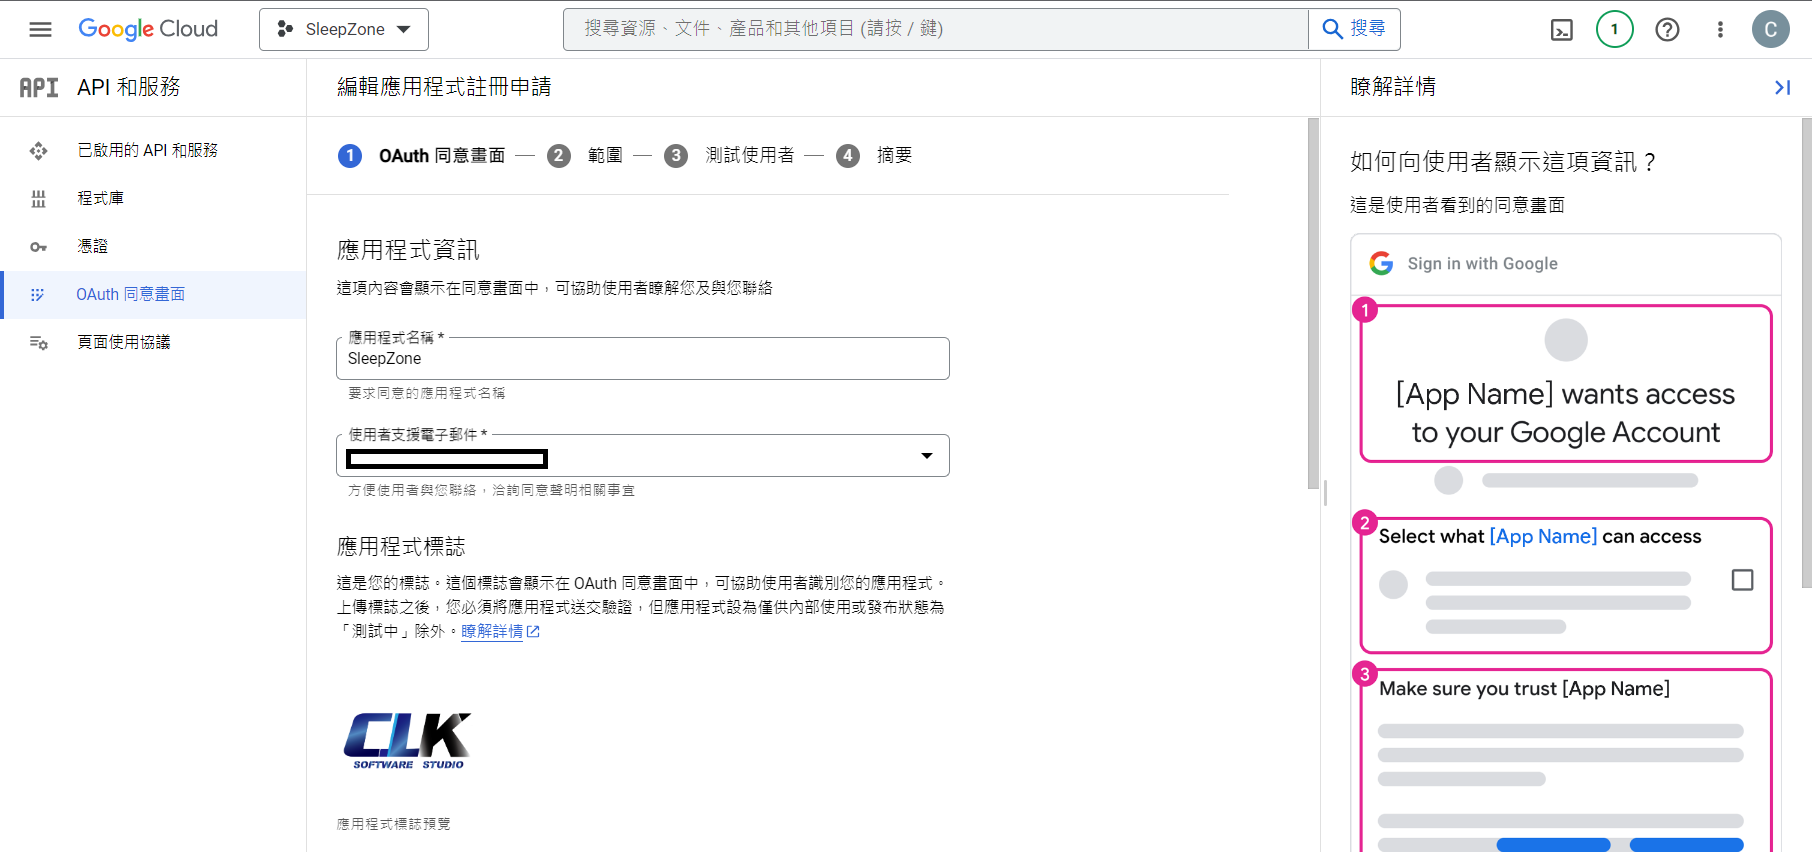 Google Cloud
SleepZone
搜尋資源、文件、產品和其他項目 (請按 / 鍵)
搜尋
1
C
API
API 和服務
已啟用的 API 和服務
程式庫
憑證
OAuth 同意畫面
頁面使用協議
編輯應用程式註冊申請
1 OAuth 同意畫面 — 2 範圍 — 3 測試使用者 — 4 摘要
應用程式資訊
這項內容會顯示在同意畫面中，可協助使用者瞭解您及與您聯絡
應用程式名稱 *
SleepZone
要求同意的應用程式名稱
使用者支援電子郵件 *
方便使用者與您聯絡，洽詢同意聲明相關事宜
應用程式標誌
這是您的標誌。這個標誌會顯示在 OAuth 同意畫面中，可協助使用者識別您的應用程式。
上傳標誌之後，您必須將應用程式送交驗證，但應用程式設為僅供內部使用或發布狀態為
「測試中」除外。瞭解詳情
CLK
SOFTWARE STUDIO
應用程式標誌預覽
瞭解詳情
如何向使用者顯示這項資訊？
這是使用者看到的同意畫面
Sign in with Google
1
[App Name] wants access
to your Google Account
2
Select what [App Name] can access
3
Make sure you trust [App Name]